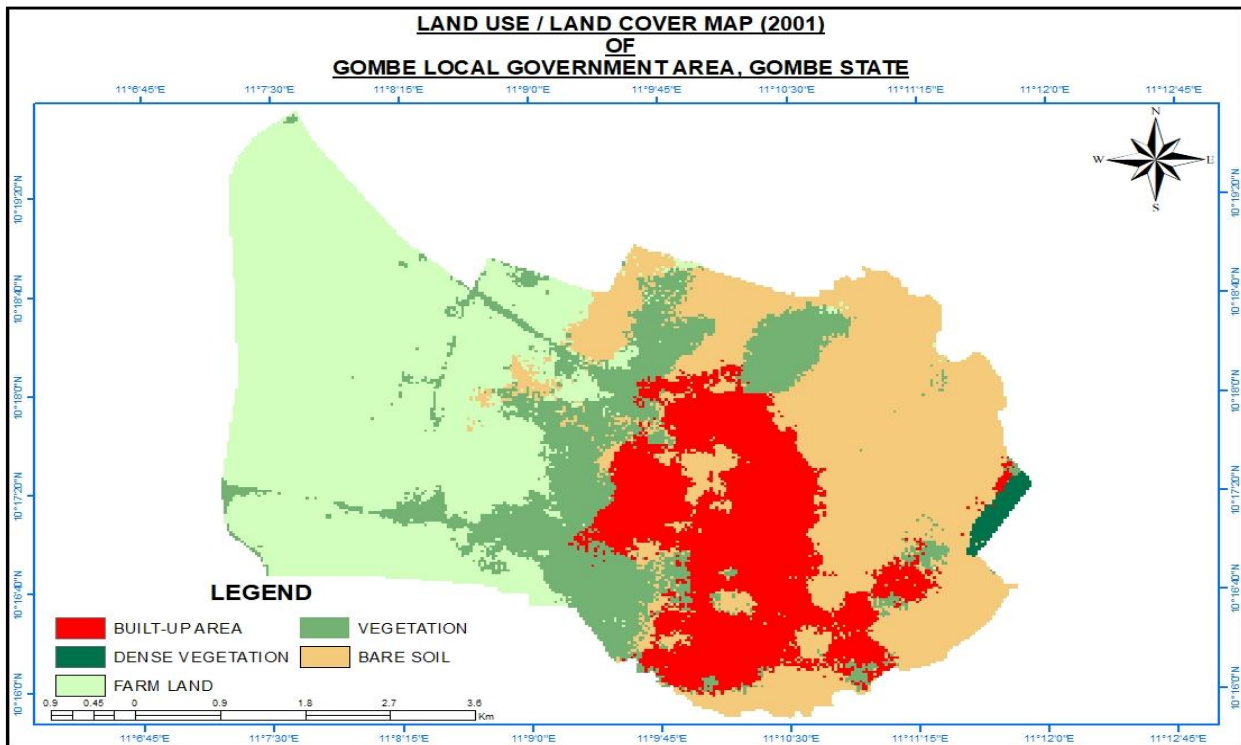 LAND USE / LAND COVER MAP (2001)
OF
GOMBE LOCAL GOVERNMENT AREA, GOMBE STATE
11°6'45"E 11°7'30"E 11°8'15"E 11°9'0"E 11°9'45"E 11°10'30"E 11°11'15"E 11°12'0"E 11°12'45"E
N
W E
S
10°19'20"N 10°19'20"N
10°18'40"N 10°18'40"N
10°18'0"N 10°18'0"N
10°17'20"N 10°17'20"N
10°16'40"N 10°16'40"N
LEGEND
BUILT-UP AREA VEGETATION
DENSE VEGETATION BARE SOIL
FARM LAND
10°16'0"N 10°16'0"N
0.9 0.45 0 0.9 1.8 2.7 3.6
Km
11°6'45"E 11°7'30"E 11°8'15"E 11°9'0"E 11°9'45"E 11°10'30"E 11°11'15"E 11°12'0"E 11°12'45"E